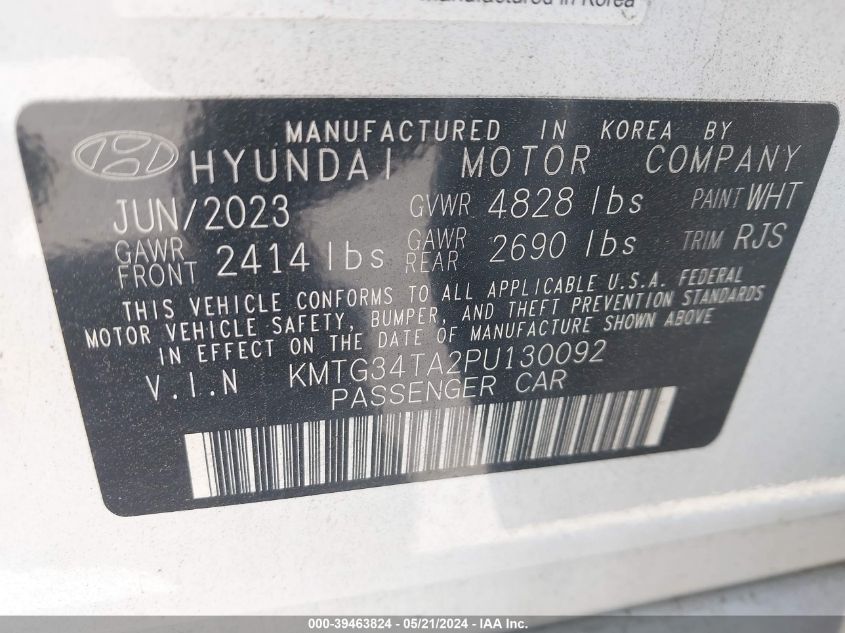 Manufactured in Korea
MANUFACTURED IN KOREA BY
HYUNDAI MOTOR COMPANY
JUN/2023 GVWR 4828 lbs PAINT WHT
GAWR FRONT 2414 lbs GAWR REAR 2690 lbs TRIM RJS
THIS VEHICLE CONFORMS TO ALL APPLICABLE U.S.A. FEDERAL
MOTOR VEHICLE SAFETY, BUMPER, AND THEFT PREVENTION STANDARDS
IN EFFECT ON THE DATE OF MANUFACTURE SHOWN ABOVE
V.I.N KMTG34TA2PU130092
PASSENGER CAR
000-39463824 - 05/21/2024 - IAA Inc.